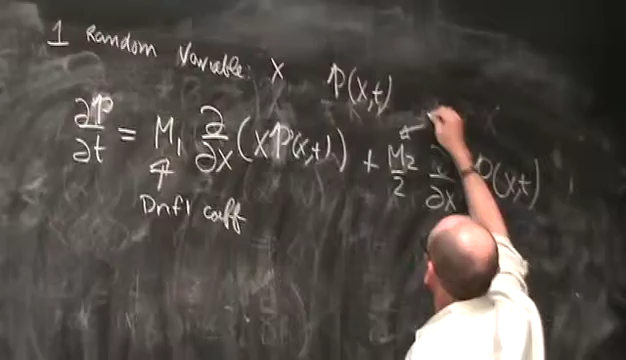 1 Random Variable: X P(x,t)
∂P/∂t = M₁ ∂/∂x (xP(x,t)) + M₂/2 ∂/∂x P(x,t)
Drift coeff